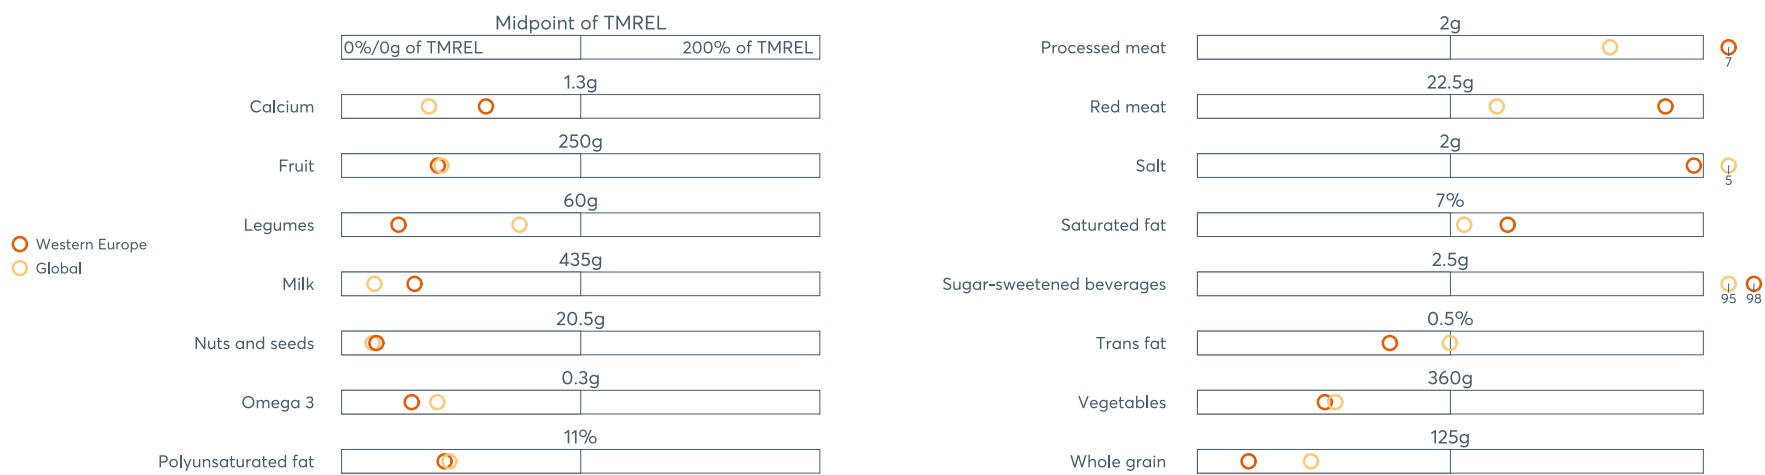 Midpoint of TMREL
0%/0g of TMREL 200% of TMREL
1.3g
Calcium
250g
Fruit
60g
Legumes
435g
Milk
20.5g
Nuts and seeds
0.3g
Omega 3
11%
Polyunsaturated fat
Western Europe
Global
2g
Processed meat
7
22.5g
Red meat
2g
Salt
5
7%
Saturated fat
2.5g
Sugar-sweetened beverages
95 98
0.5%
Trans fat
360g
Vegetables
125g
Whole grain